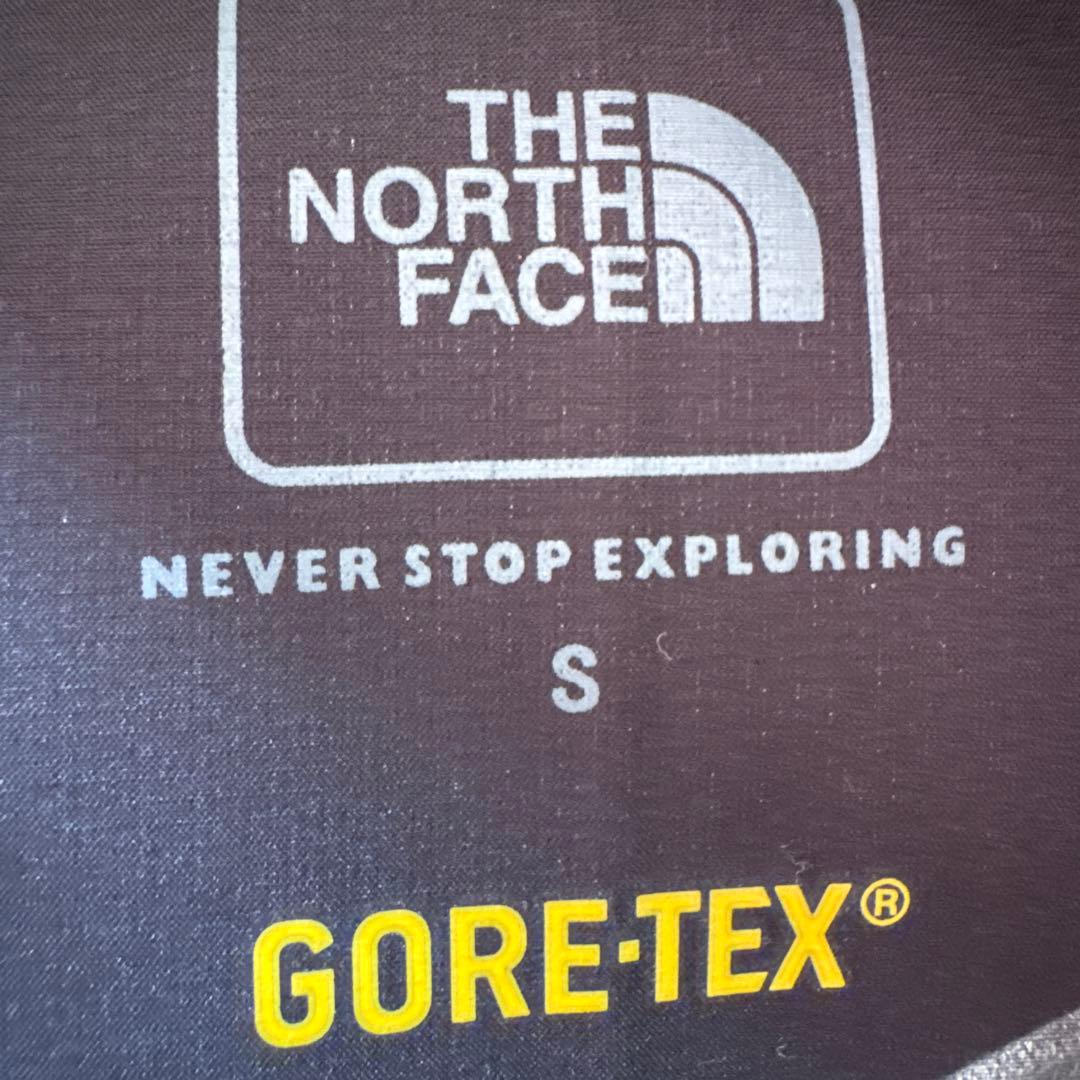 THE
NORTH
FACE
NEVER STOP EXPLORING
S
GORE-TEX®